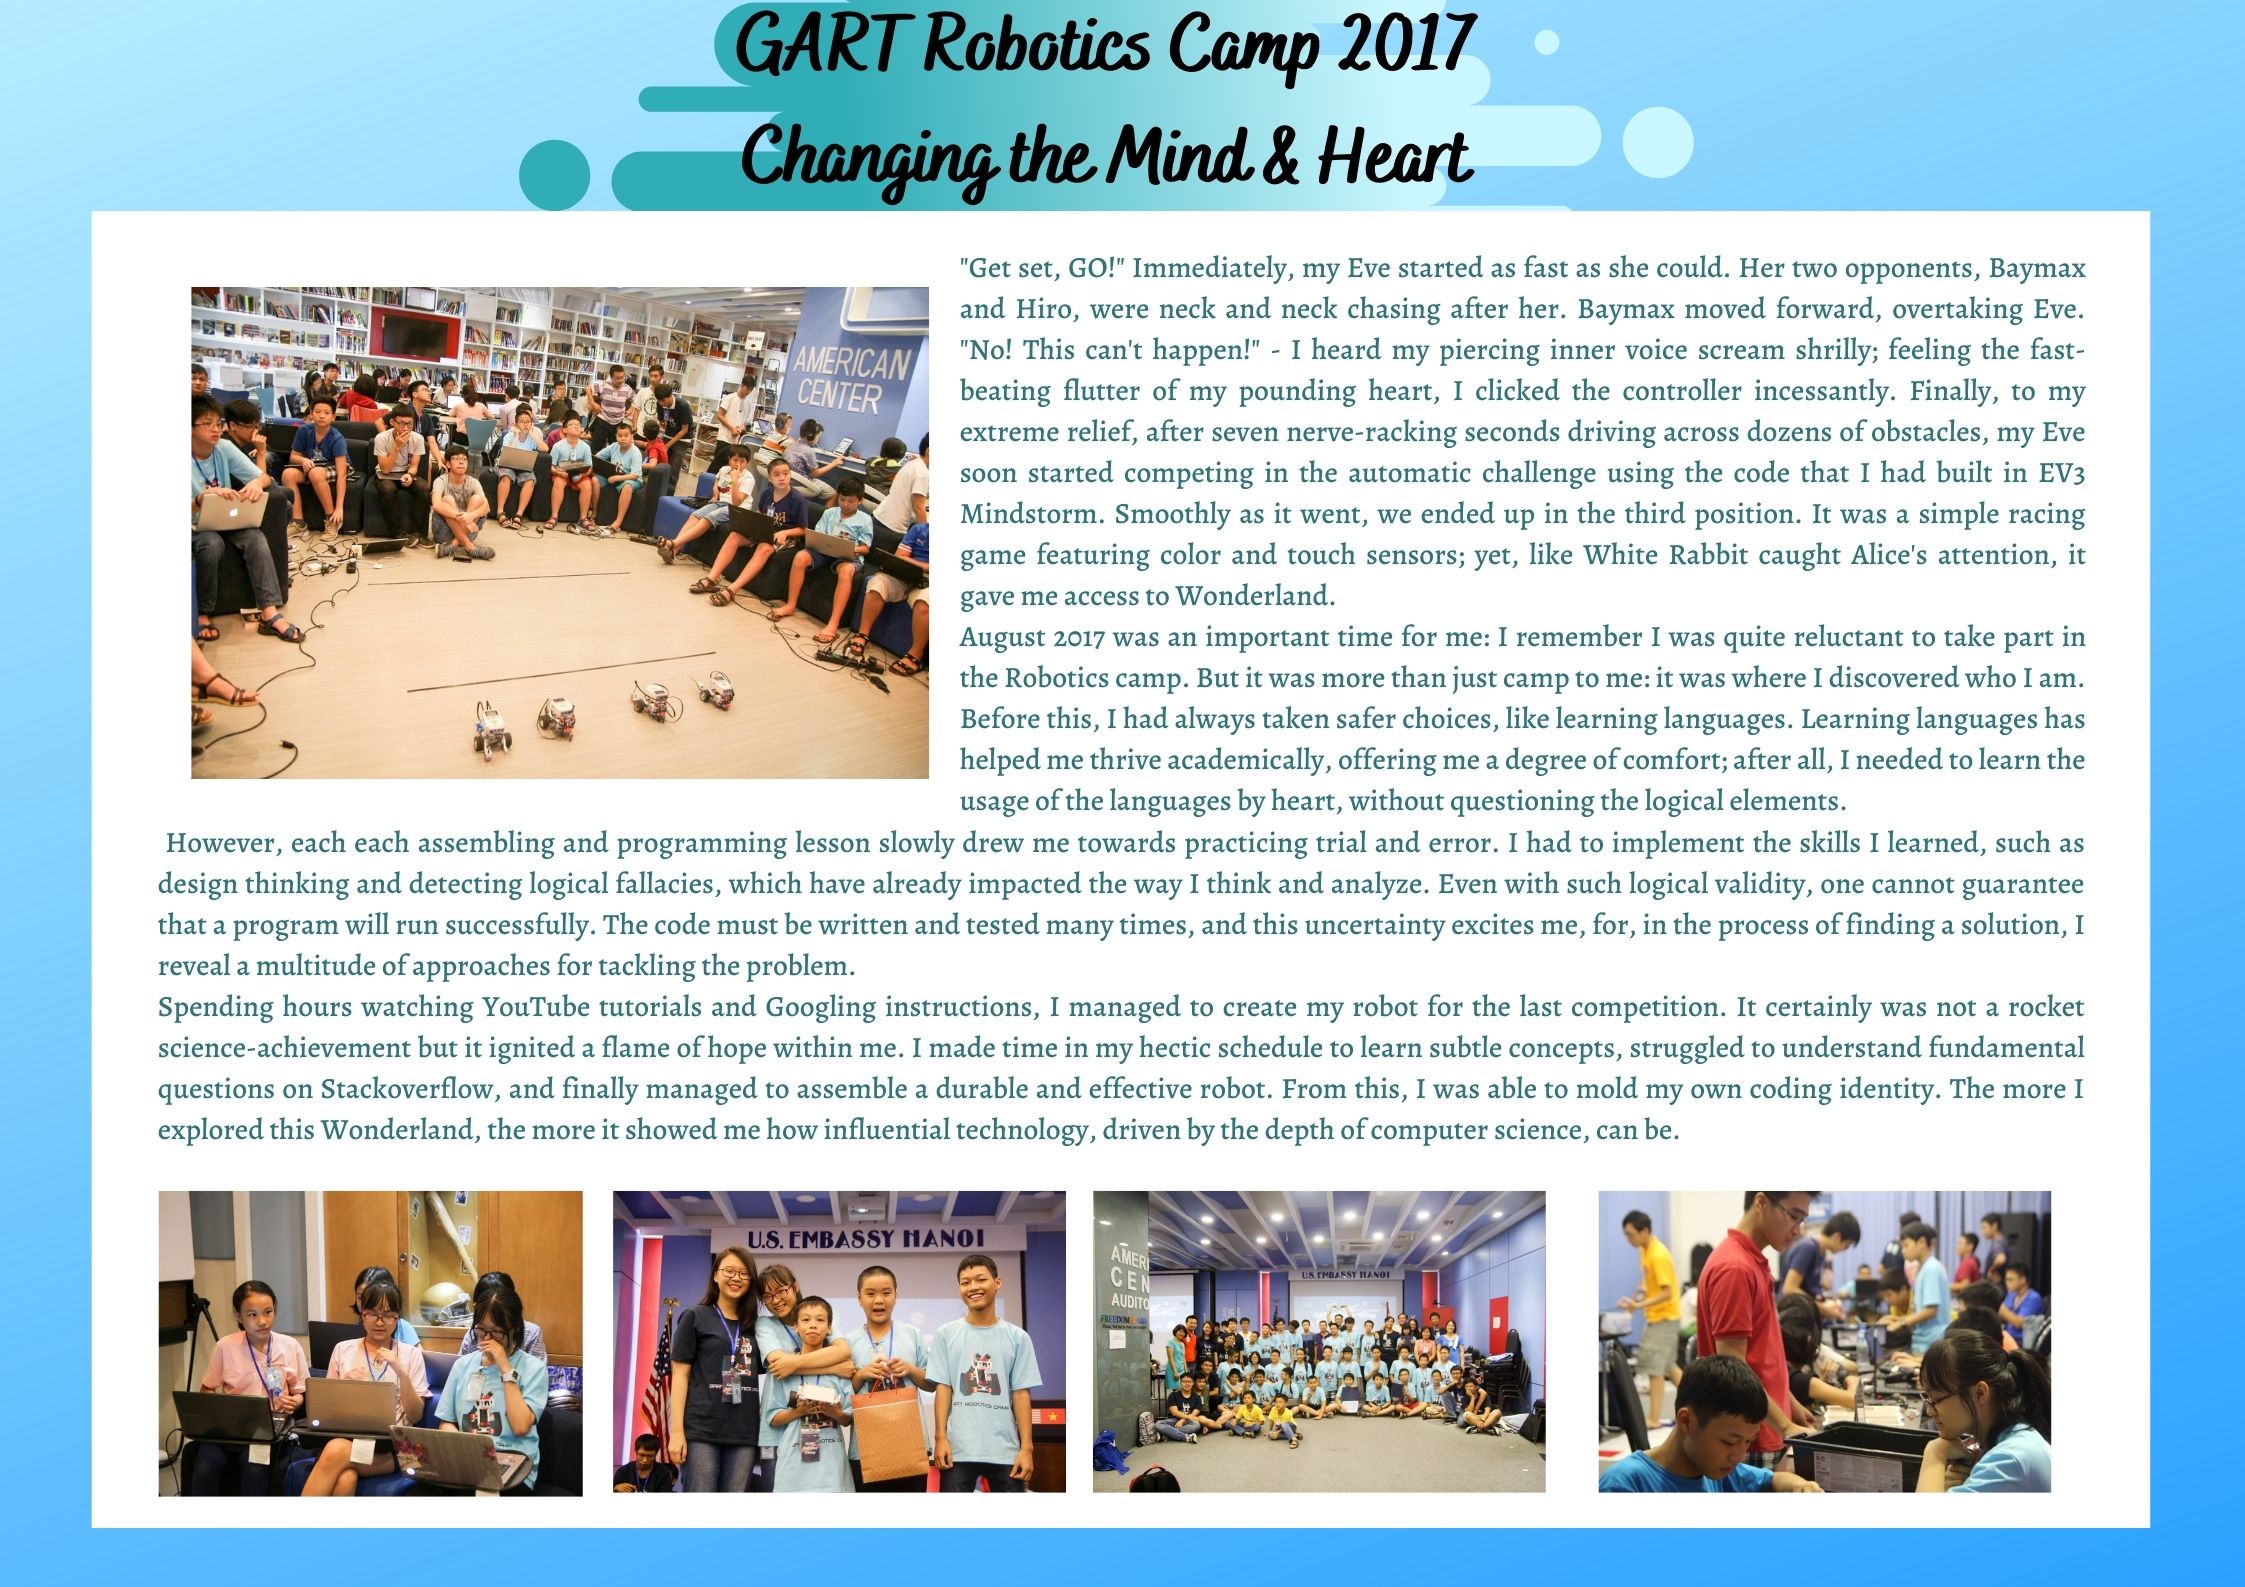 GART Robotics Camp 2017
Changing the Mind & Heart
"Get set, GO!" Immediately, my Eve started as fast as she could. Her two opponents, Baymax
and Hiro, were neck and neck chasing after her. Baymax moved forward, overtaking Eve.
"No! This can't happen!" - I heard my piercing inner voice scream shrilly; feeling the fast-
beating flutter of my pounding heart, I clicked the controller incessantly. Finally, to my
extreme relief, after seven nerve-racking seconds driving across dozens of obstacles, my Eve
soon started competing in the automatic challenge using the code that I had built in EV3
Mindstorm. Smoothly as it went, we ended up in the third position. It was a simple racing
game featuring color and touch sensors; yet, like White Rabbit caught Alice's attention, it
gave me access to Wonderland.
August 2017 was an important time for me: I remember I was quite reluctant to take part in
the Robotics camp. But it was more than just camp to me: it was where I discovered who I am.
Before this, I had always taken safer choices, like learning languages. Learning languages has
helped me thrive academically, offering me a degree of comfort; after all, I needed to learn the
usage of the languages by heart, without questioning the logical elements.
However, each each assembling and programming lesson slowly drew me towards practicing trial and error. I had to implement the skills I learned, such as
design thinking and detecting logical fallacies, which have already impacted the way I think and analyze. Even with such logical validity, one cannot guarantee
that a program will run successfully. The code must be written and tested many times, and this uncertainty excites me, for, in the process of finding a solution, I
reveal a multitude of approaches for tackling the problem.
Spending hours watching YouTube tutorials and Googling instructions, I managed to create my robot for the last competition. It certainly was not a rocket
science-achievement but it ignited a flame of hope within me. I made time in my hectic schedule to learn subtle concepts, struggled to understand fundamental
questions on Stackoverflow, and finally managed to assemble a durable and effective robot. From this, I was able to mold my own coding identity. The more I
explored this Wonderland, the more it showed me how influential technology, driven by the depth of computer science, can be.
AMERICAN
CENTER
U.S. EMBASSY HANOI
AMERI
CEN
AUDITO
U.S. EMBASSY HANOI